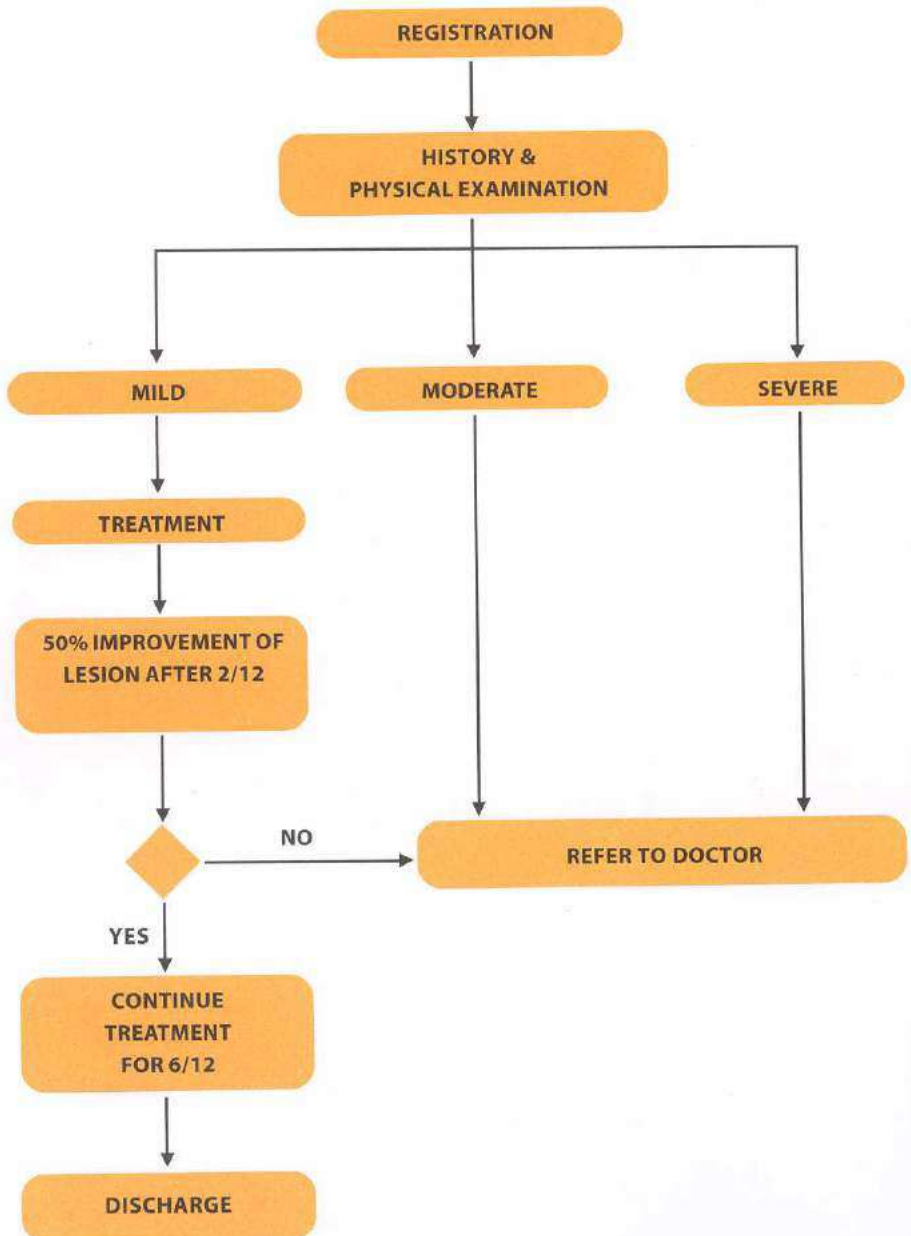 REGISTRATION
HISTORY &
PHYSICAL EXAMINATION
MILD
MODERATE
SEVERE
TREATMENT
50% IMPROVEMENT OF
LESION AFTER 2/12
NO
REFER TO DOCTOR
YES
CONTINUE
TREATMENT
FOR 6/12
DISCHARGE